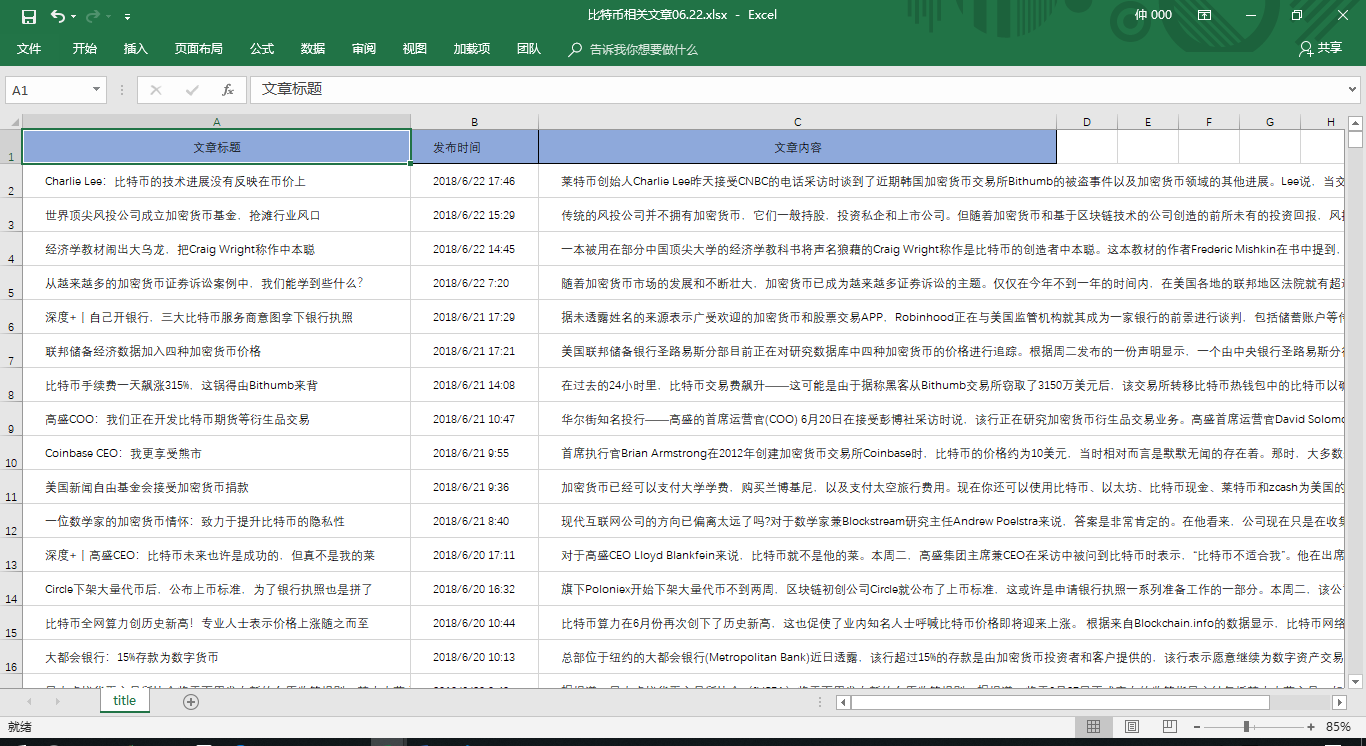 比特币相关文章06.22.xlsx - Excel
仲 000
文件 开始 插入 页面布局 公式 数据 审阅 视图 加载项 团队 告诉我你想要做什么 共享
A1 fx 文章标题
A B C D E F G H
1 文章标题 发布时间 文章内容
2 Charlie Lee：比特币的技术进展没有反映在币价上 2018/6/22 17:46 莱特币创始人Charlie Lee昨天接受CNBC的电话采访时谈到了近期韩国加密货币交易所Bithumb的被盗事件以及加密货币领域的其他进展。Lee说，当交
3 世界顶尖风投公司成立加密货币基金，抢滩行业风口 2018/6/22 15:29 传统的风投公司并不拥有加密货币，它们一般持股，投资私企和上市公司。但随着加密货币和基于区块链技术的公司创造的前所未有的投资回报，风投
4 经济学教材闹出大乌龙，把Craig Wright称作中本聪 2018/6/22 14:45 一本被用在部分中国顶尖大学的经济学教科书将声名狼藉的Craig Wright称作是比特币的创造者中本聪。这本教材的作者Frederic Mishkin在书中提到，
5 从越来越多的加密货币证券诉讼案例中，我们能学到些什么？ 2018/6/22 7:20 随着加密货币市场的发展和不断壮大，加密货币已成为越来越多证券诉讼的主题。仅仅在今年不到一年的时间内，在美国各地的联邦地区法院就有超
6 深度+丨自己开银行，三大比特币服务商意图拿下银行执照 2018/6/21 17:29 据未透露姓名的来源表示广受欢迎的加密货币和股票交易APP，Robinhood正在与美国监管机构就其成为一家银行的前景进行谈判，包括储蓄账户等
7 联邦储备经济数据加入四种加密货币价格 2018/6/21 17:21 美国联邦储备银行圣路易斯分部目前正在对研究数据库中四种加密货币的价格进行追踪。根据周二发布的一份声明显示，一个由中央银行圣路易斯分
8 比特币手续费一天飙涨315%，这锅得由Bithumb来背 2018/6/21 14:08 在过去的24小时里，比特币交易费飙升——这可能是由于据称黑客从Bithumb交易所窃取了3150万美元后，该交易所转移比特币热钱包中的比特币以
9 高盛COO：我们正在开发比特币期货等衍生品交易 2018/6/21 10:47 华尔街知名投行——高盛的首席运营官(COO) 6月20日在接受彭博社采访时说，该行正在研究加密货币衍生品交易业务。高盛首席运营官David Solomo
10 Coinbase CEO：我更享受熊市 2018/6/21 9:55 首席执行官Brian Armstrong在2012年创建加密货币交易所Coinbase时，比特币的价格约为10美元，当时相对而言是默默无闻的存在着。那时，大多数
11 美国新闻自由基金会接受加密货币捐款 2018/6/21 9:36 加密货币已经可以支付大学学费，购买兰博基尼，以及支付太空旅行费用。现在你还可以使用比特币、以太坊、比特币现金、莱特币和zcash为美国的
12 一位数学家的加密货币情怀：致力于提升比特币的隐私性 2018/6/21 8:40 现代互联网公司的方向已偏离太远了吗?对于数学家兼Blockstream研究主任Andrew Poelstra来说，答案是非常肯定的。在他看来，公司现在只是在收集
13 深度+丨高盛CEO：比特币未来也许是成功的，但真不是我的菜 2018/6/20 17:11 对于高盛CEO Lloyd Blankfein来说，比特币就不是他的菜。本周二，高盛集团主席兼CEO在采访中被问到比特币时表示，“比特币不适合我”。他在出席
14 Circle下架大量代币后，公布上币标准，为了银行执照也是拼了 2018/6/20 16:32 旗下Poloniex开始下架大量代币不到两周，区块链初创公司Circle就公布了上币标准，这或许是申请银行执照一系列准备工作的一部分。本周二，该公
15 比特币全网算力创历史新高！专业人士表示价格上涨随之而至 2018/6/20 10:44 比特币算力在6月份再次创下了历史新高，这也促使了业内知名人士呼喊比特币价格即将迎来上涨。 根据来自Blockchain.info的数据显示，比特币网络
16 大都会银行：15%存款为数字货币 2018/6/20 10:13 总部位于纽约的大都会银行(Metropolitan Bank)近日透露，该行超过15%的存款是由加密货币投资者和客户提供的，该行表示愿意继续为数字资产交易
title
就绪 85%